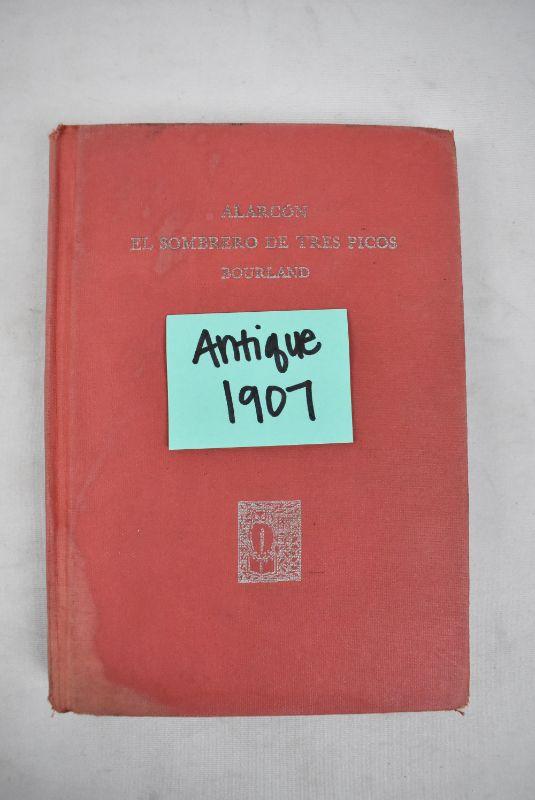 ALARCÓN
EL SOMBRERO DE TRES PICOS
BOURLAND
Antique
1907